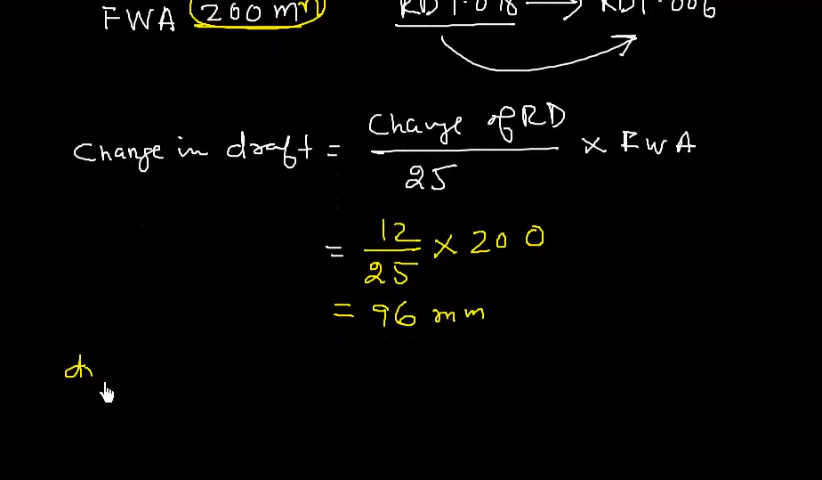 FWA 200 mm RD 1.018 → RD 1.006
Change in draft = Change of RD / 25 × FWA
= 12 / 25 × 200
= 96 mm